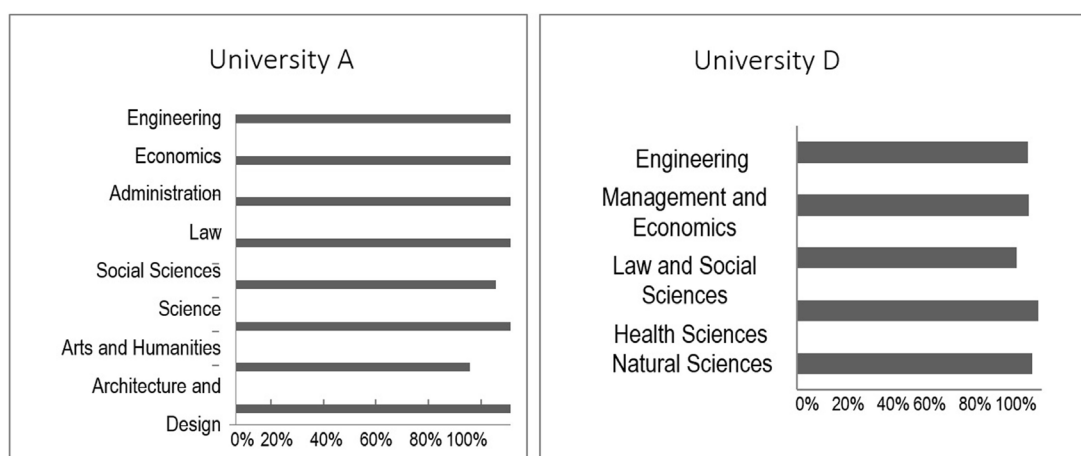 University A
Engineering
Economics
Administration
Law
Social Sciences
Science
Arts and Humanities
Architecture and
Design
0% 20% 40% 60% 80% 100%
University D
Engineering
Management and
Economics
Law and Social
Sciences
Health Sciences
Natural Sciences
0% 20% 40% 60% 80% 100%